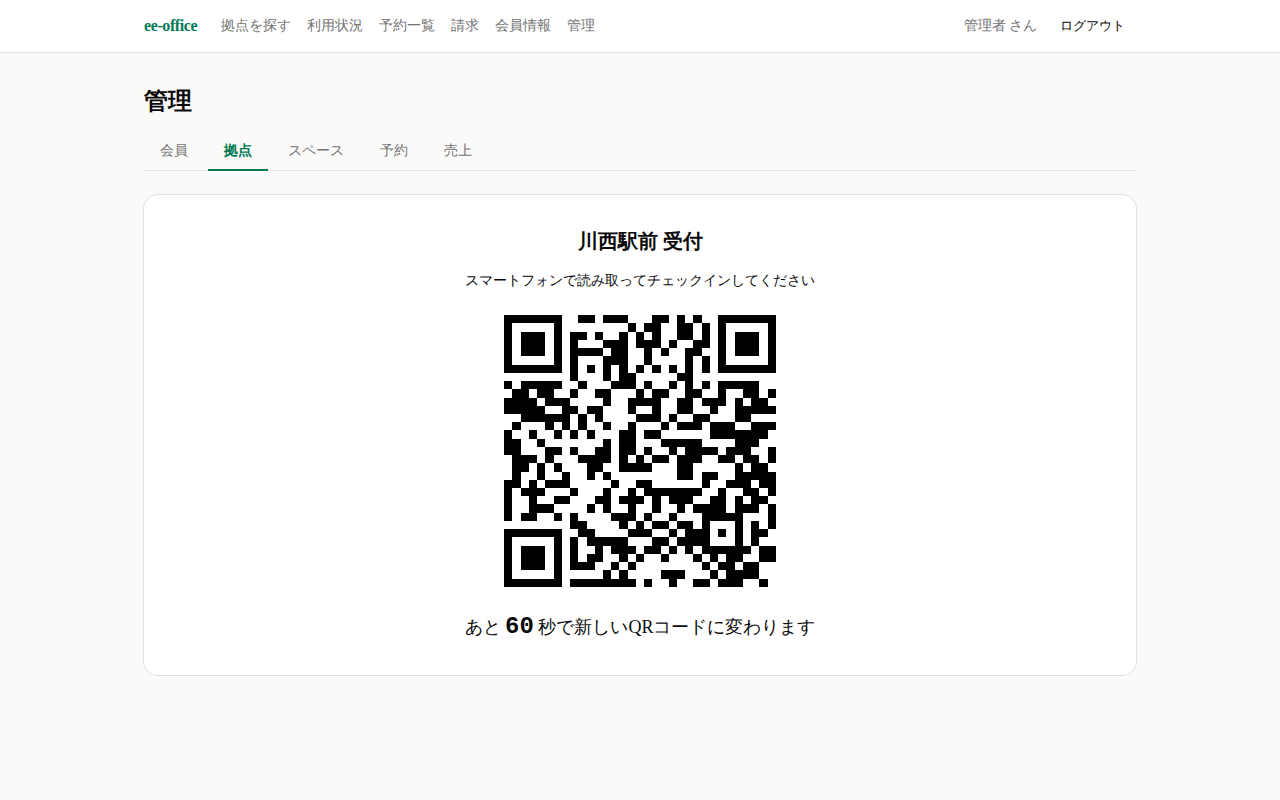 ee-office 拠点を探す 利用状況 予約一覧 請求 会員情報 管理 管理者 さん ログアウト
管理
会員 拠点 スペース 予約 売上
川西駅前 受付
スマートフォンで読み取ってチェックインしてください
あと 60 秒で新しいQRコードに変わります